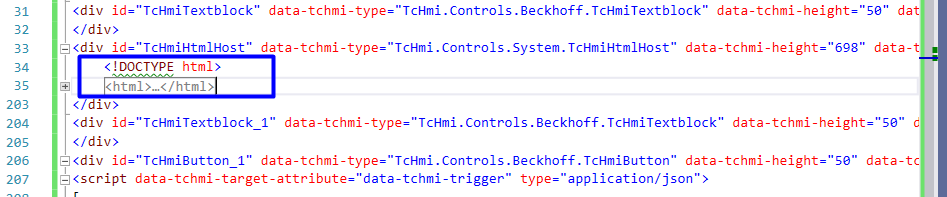 31 <div id="TcHmiTextblock" data-tchmi-type="TcHmi.Controls.Beckhoff.TcHmiTextblock" data-tchmi-height="50" dat
32 </div>
33 <div id="TcHmiHtmlHost" data-tchmi-type="TcHmi.Controls.System.TcHmiHtmlHost" data-tchmi-height="698" data-t
34 <!DOCTYPE html>
35 <html>…</html>
203 </div>
204 <div id="TcHmiTextblock_1" data-tchmi-type="TcHmi.Controls.Beckhoff.TcHmiTextblock" data-tchmi-height="50" d
205 </div>
206 <div id="TcHmiButton_1" data-tchmi-type="TcHmi.Controls.Beckhoff.TcHmiButton" data-tchmi-height="50" data-tc
207 <script data-tchmi-target-attribute="data-tchmi-trigger" type="application/json">